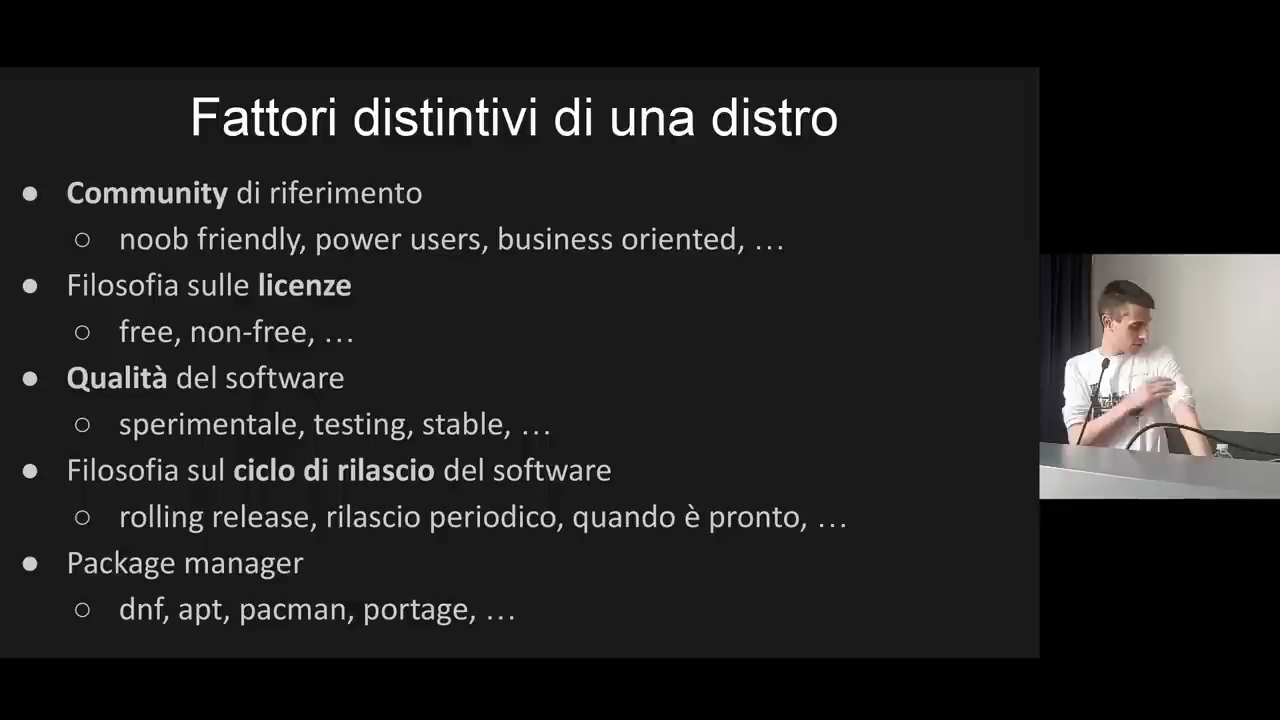 Fattori distintivi di una distro
● Community di riferimento
○ noob friendly, power users, business oriented, …
● Filosofia sulle licenze
○ free, non-free, …
● Qualità del software
○ sperimentale, testing, stable, …
● Filosofia sul ciclo di rilascio del software
○ rolling release, rilascio periodico, quando è pronto, …
● Package manager
○ dnf, apt, pacman, portage, …